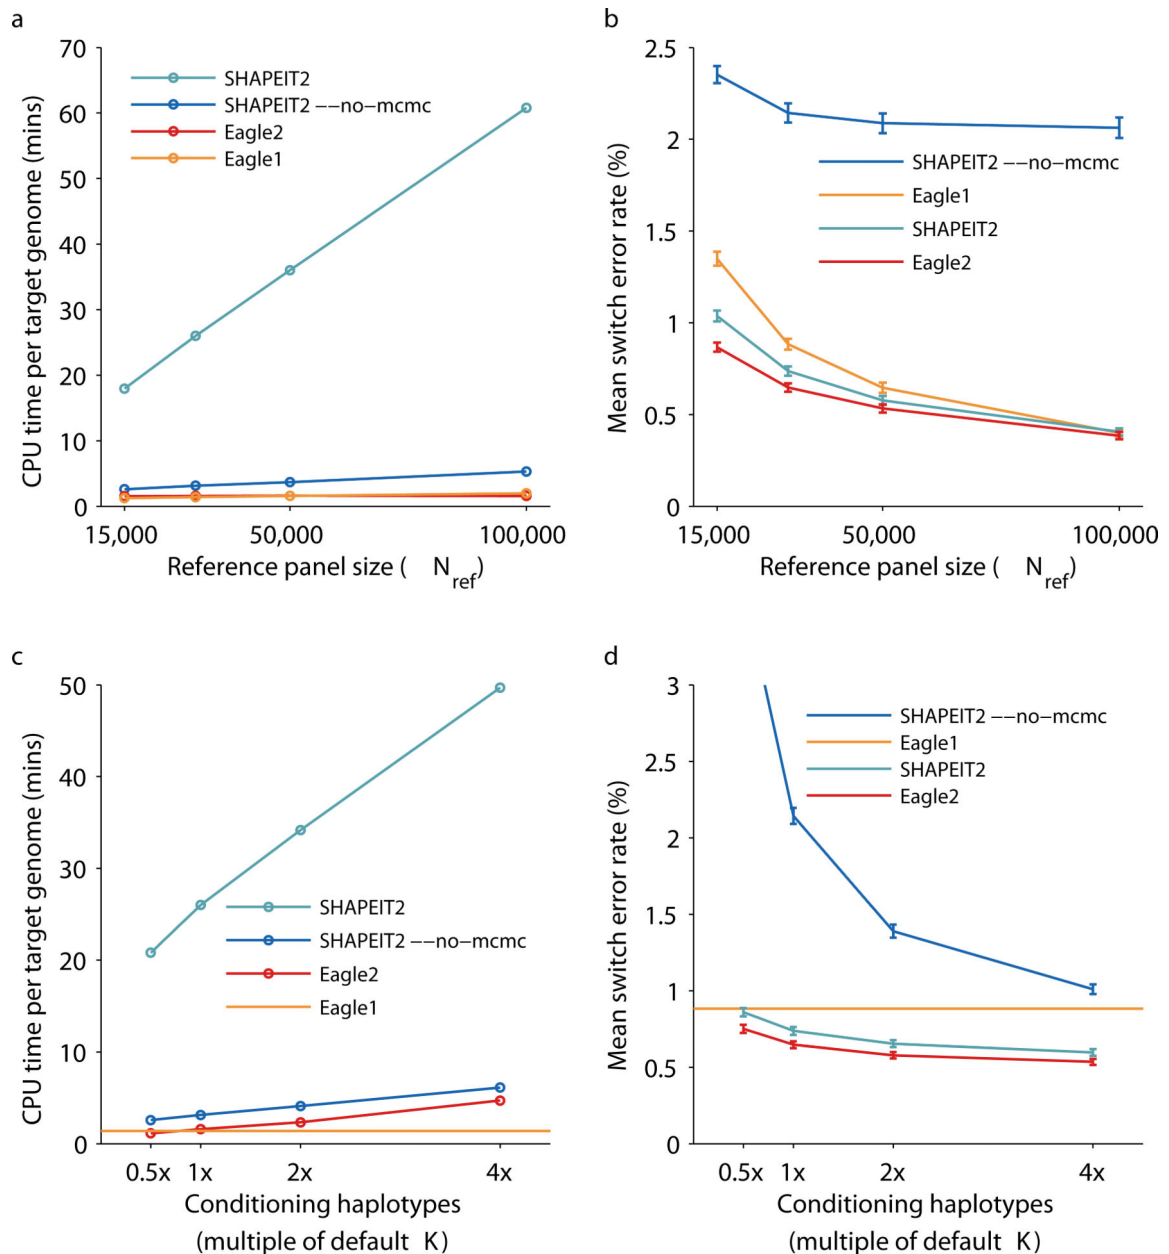 a
CPU time per target genome (mins)
70
60
50
40
30
20
10
0
SHAPEIT2
SHAPEIT2 −−no−mcmc
Eagle2
Eagle1
15,000
50,000
100,000
Reference panel size ( N_ref)
b
Mean switch error rate (%)
2.5
2
1.5
1
0.5
0
SHAPEIT2 −−no−mcmc
Eagle1
SHAPEIT2
Eagle2
15,000
50,000
100,000
Reference panel size ( N_ref)
c
CPU time per target genome (mins)
50
40
30
20
10
0
SHAPEIT2
SHAPEIT2 −−no−mcmc
Eagle2
Eagle1
0.5x
1x
2x
4x
Conditioning haplotypes
(multiple of default K)
d
Mean switch error rate (%)
3
2.5
2
1.5
1
0.5
0
SHAPEIT2 −−no−mcmc
Eagle1
SHAPEIT2
Eagle2
0.5x
1x
2x
4x
Conditioning haplotypes
(multiple of default K)